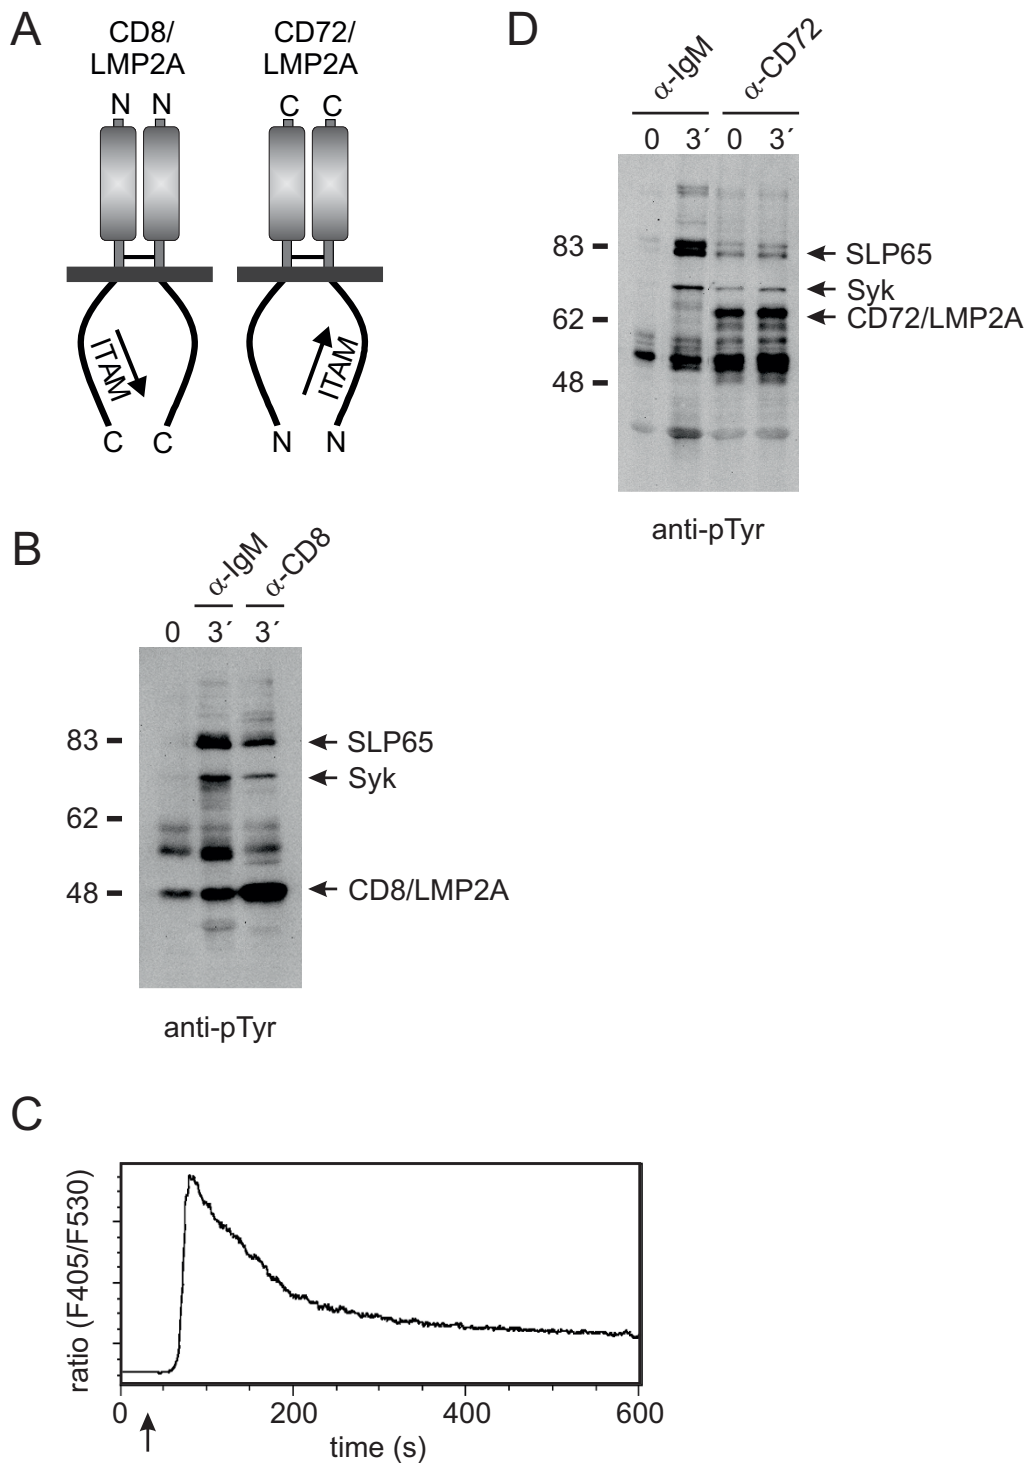 A
CD8/
LMP2A
N N
ITAM
C C
CD72/
LMP2A
C C
ITAM
N N
D
α-IgM
α-CD72
0 3´ 0 3´
83
62
48
SLP65
Syk
CD72/LMP2A
anti-pTyr
B
α-IgM
α-CD8
0 3´ 3´
83
62
48
SLP65
Syk
CD8/LMP2A
anti-pTyr
C
ratio (F405/F530)
0 200 400 600
time (s)